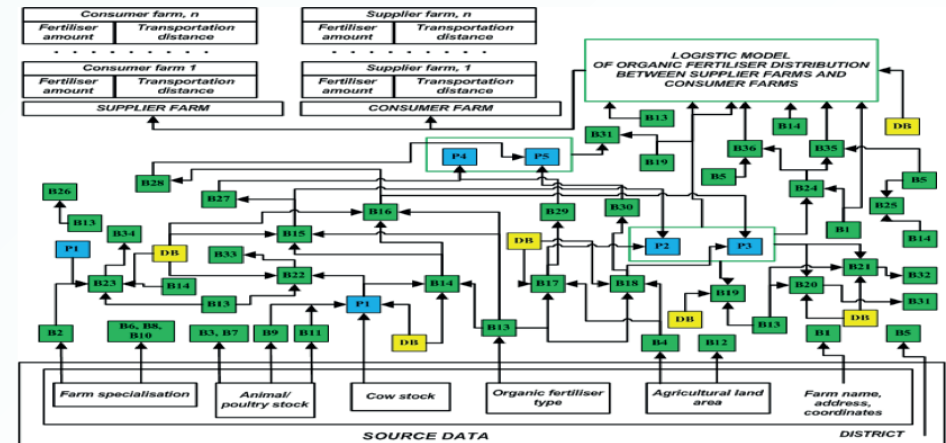 Consumer farm, n
Supplier farm, n
Fertiliser amount
Transportation distance
Fertiliser amount
Transportation distance
Consumer farm 1
Supplier farm, 1
Fertiliser amount
Transportation distance
Fertiliser amount
Transportation distance
SUPPLIER FARM
CONSUMER FARM
LOGISTIC MODEL
OF ORGANIC FERTILISER DISTRIBUTION
BETWEEN SUPPLIER FARMS AND
CONSUMER FARMS
B13
B14
DB
B31
B36
B35
P4
P5
B19
B5
B5
B28
B24
B26
B27
B25
B16
B29
B30
B13
B1
B34
B15
B14
P1
DB
B33
DB
P2
P3
B23
B14
B22
B14
B17
B18
B21
B32
B20
B19
B31
B13
P1
B13
DB
B13
DB
B2
B6, B8,
B10
B3, B7
B9
B11
DB
B4
B12
B1
B5
Farm specialisation
Animal/
poultry stock
Cow stock
Organic fertiliser
type
Agricultural land
area
Farm name,
address,
coordinates
SOURCE DATA
DISTRICT